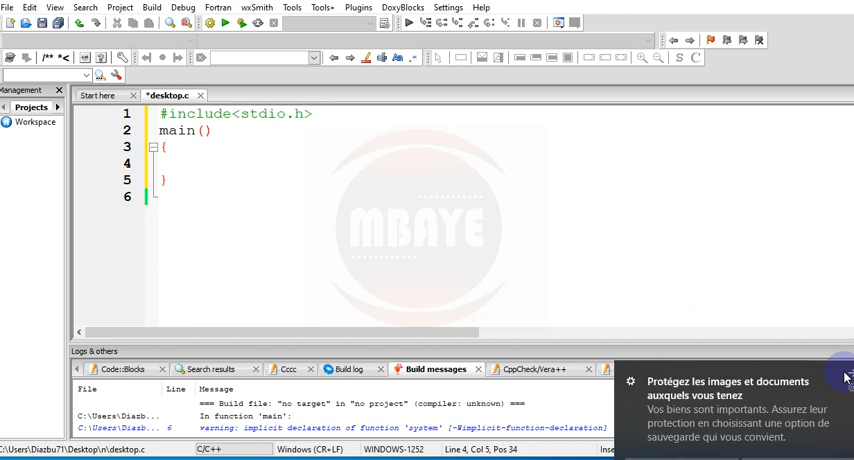 File Edit View Search Project Build Debug Fortran wxSmith Tools Tools+ Plugins DoxyBlocks Settings Help
/** *<
Aa .*
S C
Management
Start here *desktop.c
Projects
Workspace
1 #include<stdio.h>
2 main()
3 {
4
5 }
6
MBAYE
Logs & others
Code::Blocks Search results Cccc Build log Build messages CppCheck/Vera++
File Line Message
=== Build file: "no target" in "no project" (compiler: unknown) ===
C:\Users\Diazb... In function 'main':
C:\Users\Diazb... 6 warning: implicit declaration of function 'system' [-Wimplicit-function-declaration]
Protégez les images et documents
auxquels vous tenez
Vos biens sont importants. Assurez leur
protection en choisissant une option de
sauvegarde qui vous convient.
C:\Users\Diazbu71\Desktop\n\desktop.c C/C++ Windows (CR+LF) WINDOWS-1252 Line 4, Col 5, Pos 34 Inse